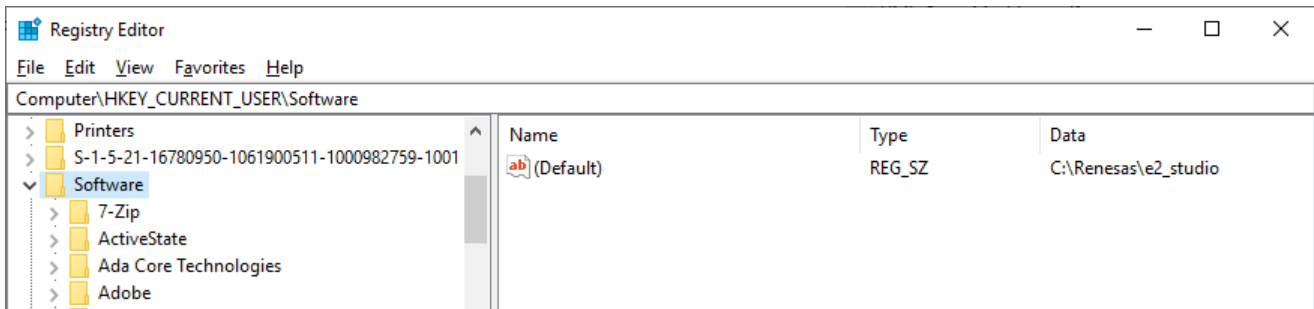 Registry Editor
File Edit View Favorites Help
Computer\HKEY_CURRENT_USER\Software
Printers
S-1-5-21-16780950-1061900511-1000982759-1001
Software
7-Zip
ActiveState
Ada Core Technologies
Adobe
Name Type Data
ab (Default) REG_SZ C:\Renesas\e2_studio